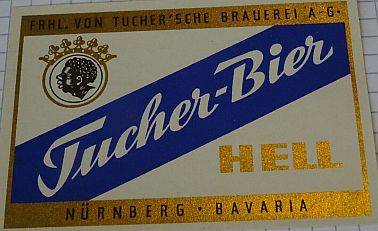 FRHL. VON TUCHER'SCHE BRAUEREI A-G.
Tucher-Bier
HELL
NÜRNBERG · BAVARIA